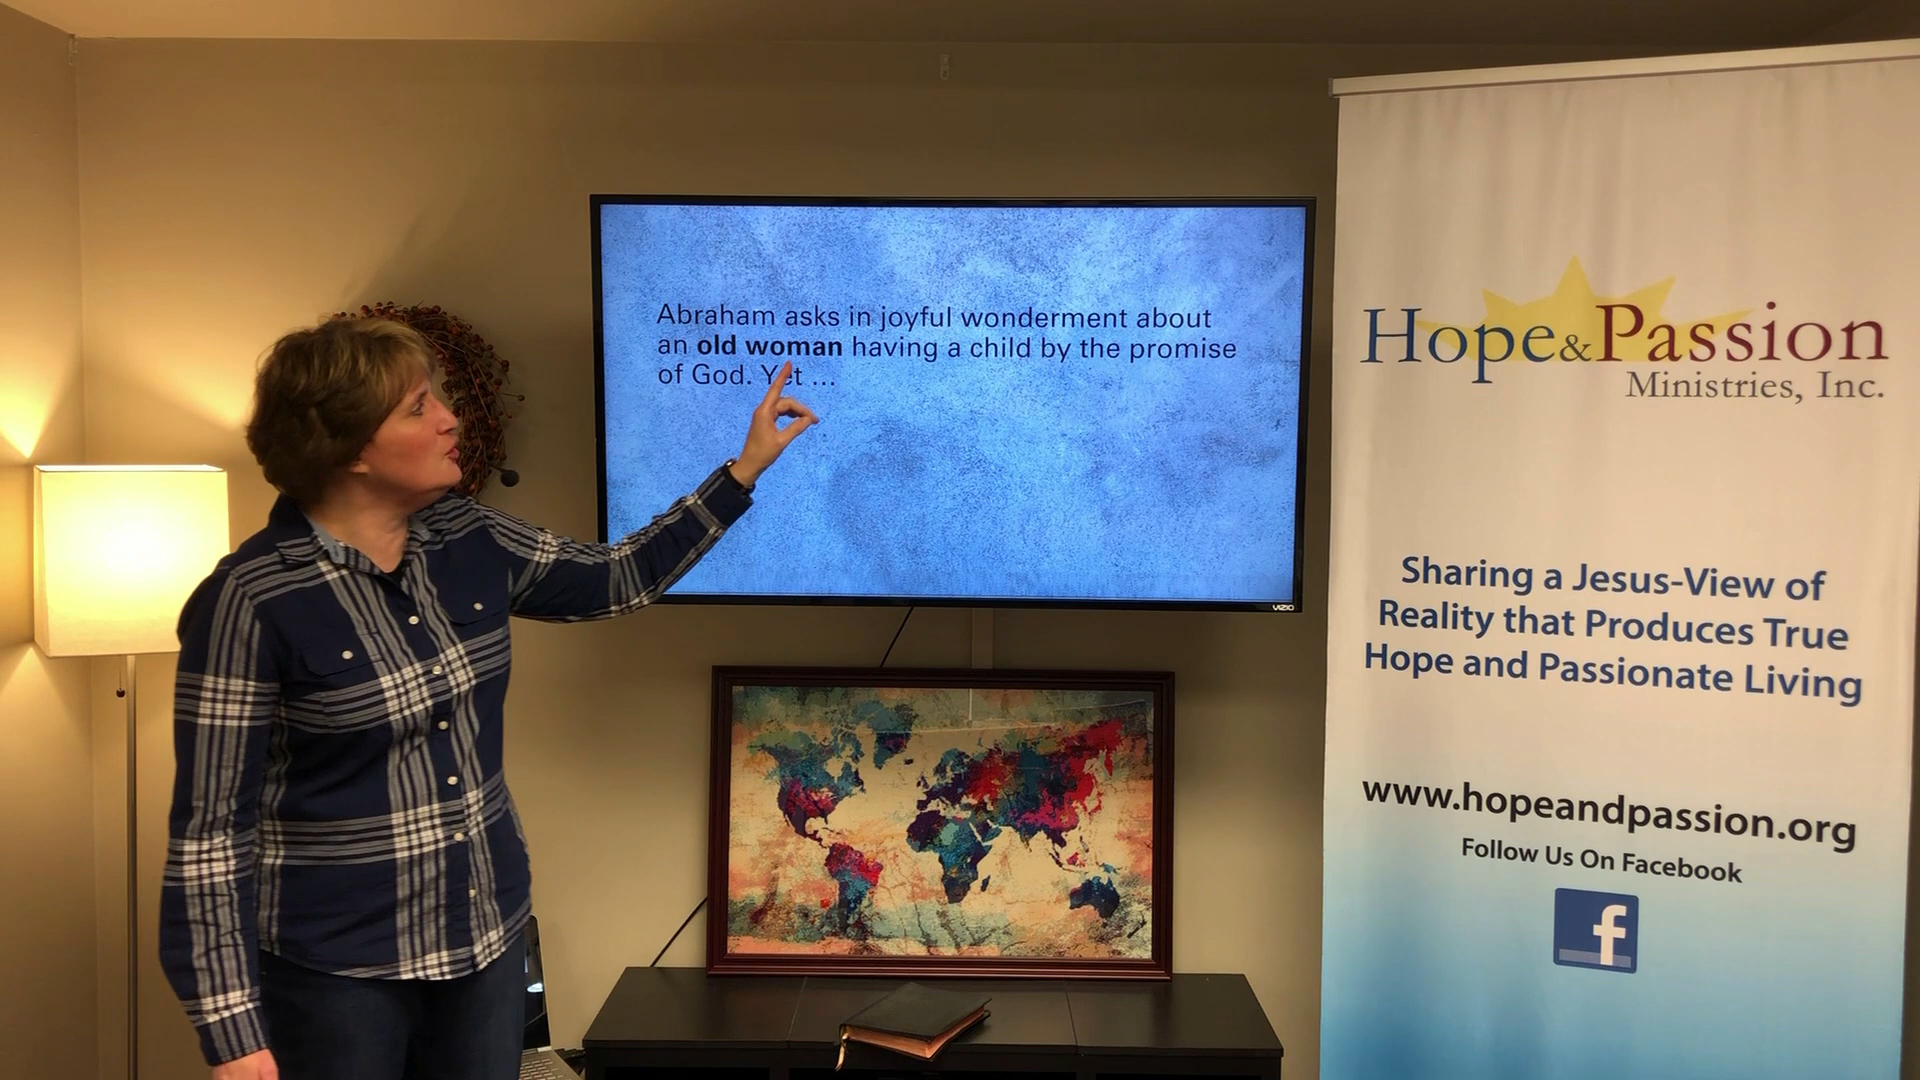 Abraham asks in joyful wonderment about
an old woman having a child by the promise
of God. Yet ...
VIZIO
Hope & Passion
Ministries, Inc.
Sharing a Jesus-View of
Reality that Produces True
Hope and Passionate Living
www.hopeandpassion.org
Follow Us On Facebook
f